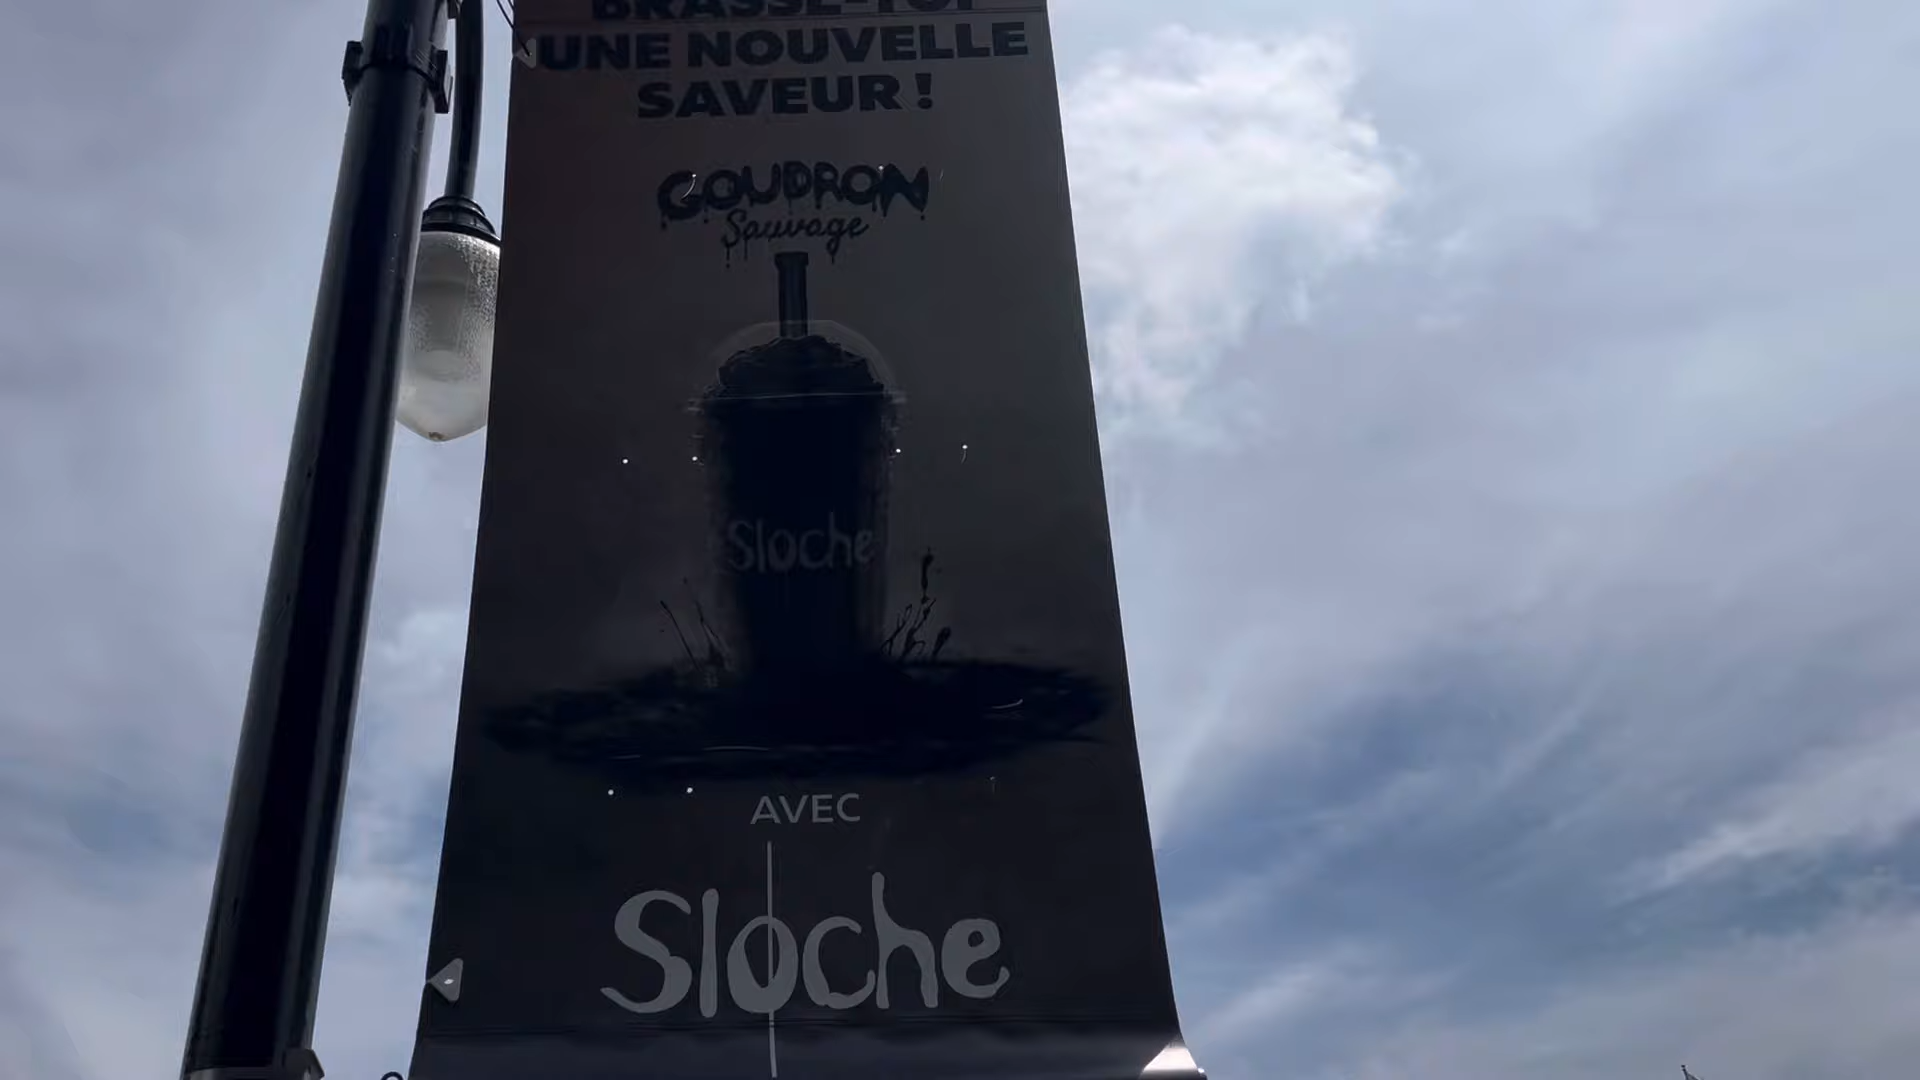 BRASSE-TOI
UNE NOUVELLE
SAVEUR !
GOUDRON
Sauvage
Sloche
AVEC
Sloche